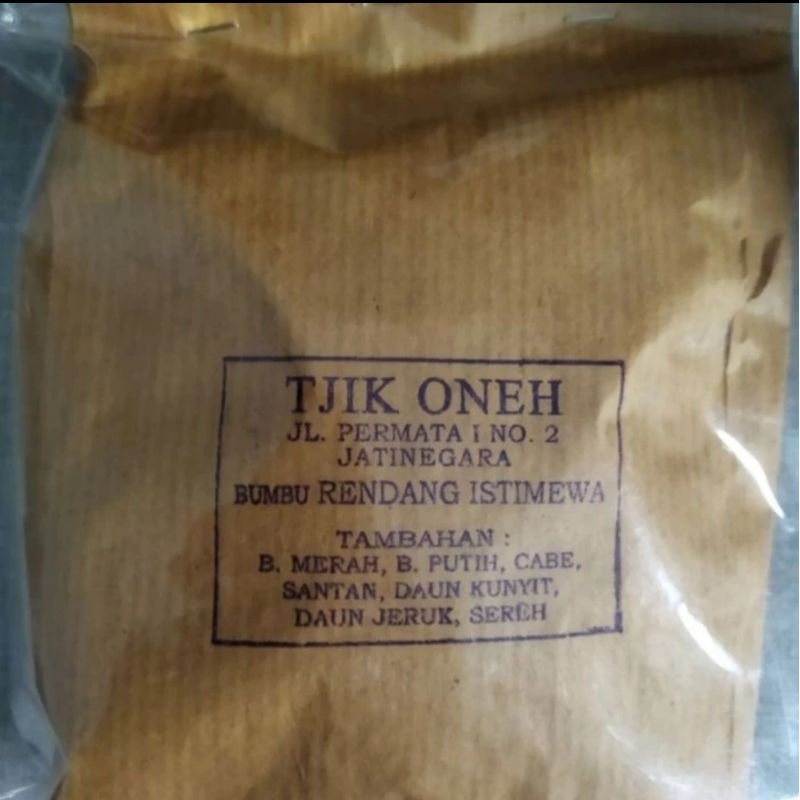 TJIK ONEH
JL. PERMATA I NO. 2
JATINEGARA
BUMBU RENDANG ISTIMEWA
TAMBAHAN :
B. MERAH, B. PUTIH, CABE,
SANTAN, DAUN KUNYIT,
DAUN JERUK, SEREH